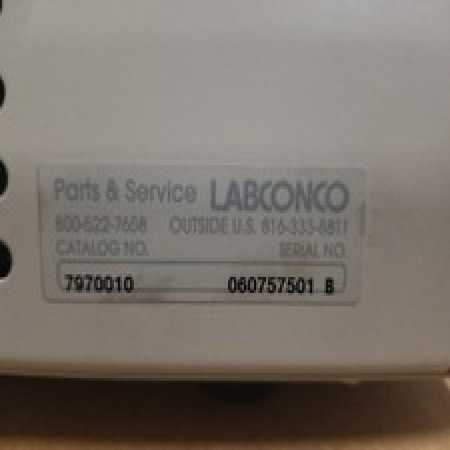 Parts & Service LABCONCO
800-522-7658 OUTSIDE U.S. 816-333-8811
CATALOG NO. SERIAL NO.
7970010 060757501 B